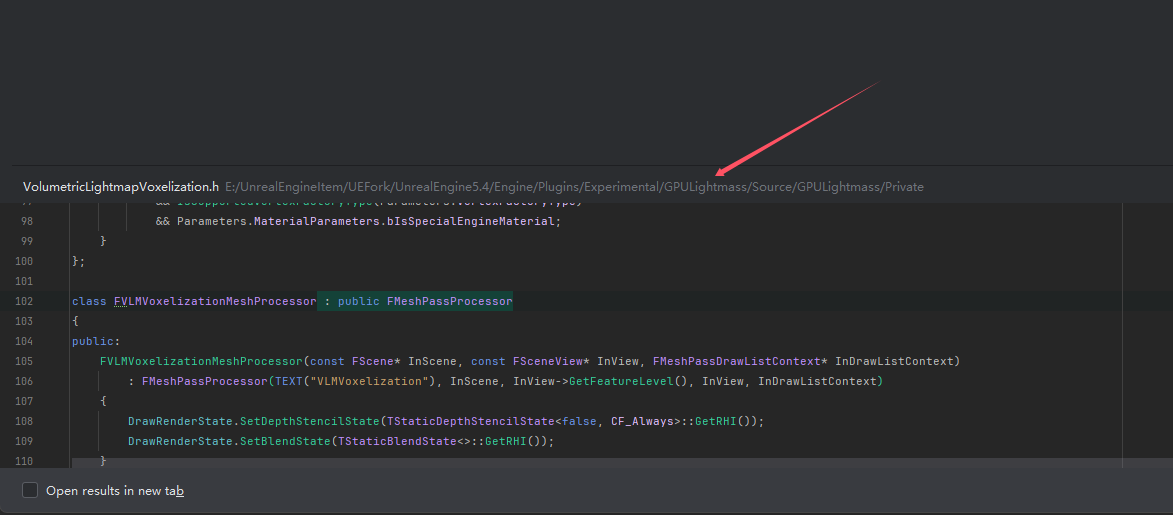 VolumetricLightmapVoxelization.h E:/UnrealEngineItem/UEFork/UnrealEngine5.4/Engine/Plugins/Experimental/GPULightmass/Source/GPULightmass/Private
98 && Parameters.MaterialParameters.bIsSpecialEngineMaterial;
99 }
100 };
101
102 class FVLMVoxelizationMeshProcessor : public FMeshPassProcessor
103 {
104 public:
105 FVLMVoxelizationMeshProcessor(const FScene* InScene, const FSceneView* InView, FMeshPassDrawListContext* InDrawListContext)
106 : FMeshPassProcessor(TEXT("VLMVoxelization"), InScene, InView->GetFeatureLevel(), InView, InDrawListContext)
107 {
108 DrawRenderState.SetDepthStencilState(TStaticDepthStencilState<false, CF_Always>::GetRHI());
109 DrawRenderState.SetBlendState(TStaticBlendState<>::GetRHI());
110 }
Open results in new tab